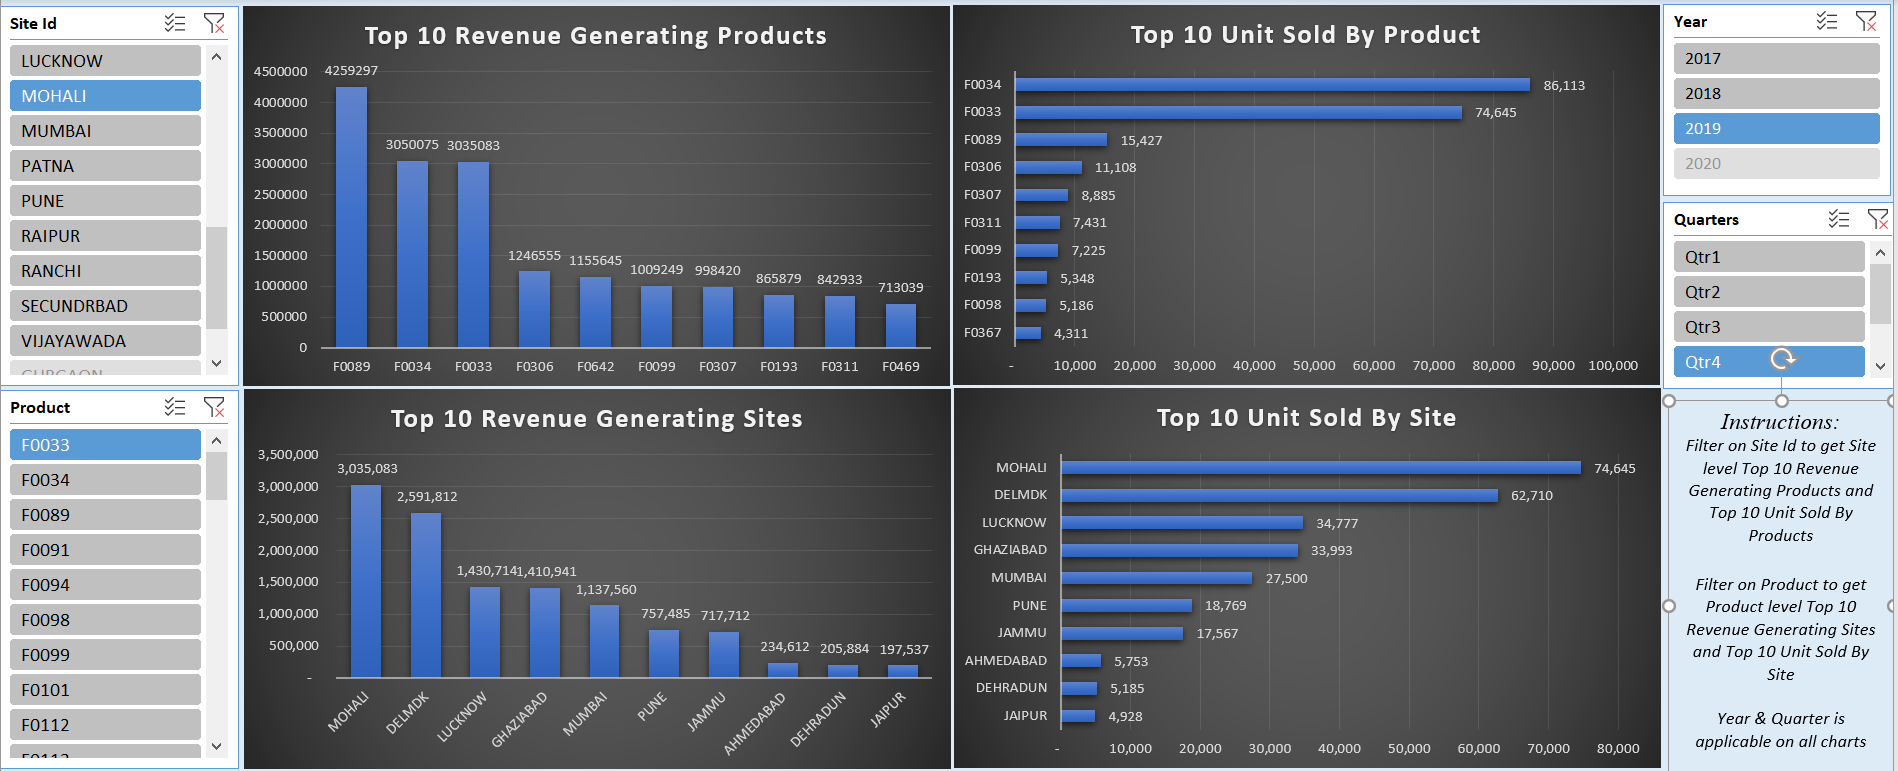 Site Id
LUCKNOW
MOHALI
MUMBAI
PATNA
PUNE
RAIPUR
RANCHI
SECUNDRBAD
VIJAYAWADA
GURGAON
Product
F0033
F0034
F0089
F0091
F0094
F0098
F0099
F0101
F0112
F0113
Top 10 Revenue Generating Products
4500000
4000000
3500000
3000000
2500000
2000000
1500000
1000000
500000
0
4259297
3050075 3035083
1246555 1155645 1009249 998420 865879 842933 713039
F0089 F0034 F0033 F0306 F0642 F0099 F0307 F0193 F0311 F0469
Top 10 Unit Sold By Product
F0034 86,113
F0033 74,645
F0089 15,427
F0306 11,108
F0307 8,885
F0311 7,431
F0099 7,225
F0193 5,348
F0098 5,186
F0367 4,311
- 10,000 20,000 30,000 40,000 50,000 60,000 70,000 80,000 90,000 100,000
Top 10 Revenue Generating Sites
3,500,000
3,000,000
2,500,000
2,000,000
1,500,000
1,000,000
500,000
-
3,035,083
2,591,812
1,430,714 1,410,941
1,137,560
757,485 717,712
234,612 205,884 197,537
MOHALI DELMDK LUCKNOW GHAZIABAD MUMBAI PUNE JAMMU AHMEDABAD DEHRADUN JAIPUR
Top 10 Unit Sold By Site
MOHALI 74,645
DELMDK 62,710
LUCKNOW 34,777
GHAZIABAD 33,993
MUMBAI 27,500
PUNE 18,769
JAMMU 17,567
AHMEDABAD 5,753
DEHRADUN 5,185
JAIPUR 4,928
- 10,000 20,000 30,000 40,000 50,000 60,000 70,000 80,000
Year
2017
2018
2019
2020
Quarters
Qtr1
Qtr2
Qtr3
Qtr4
Instructions:
Filter on Site Id to get Site
level Top 10 Revenue
Generating Products and
Top 10 Unit Sold By
Products
Filter on Product to get
Product level Top 10
Revenue Generating Sites
and Top 10 Unit Sold By
Site
Year & Quarter is
applicable on all charts